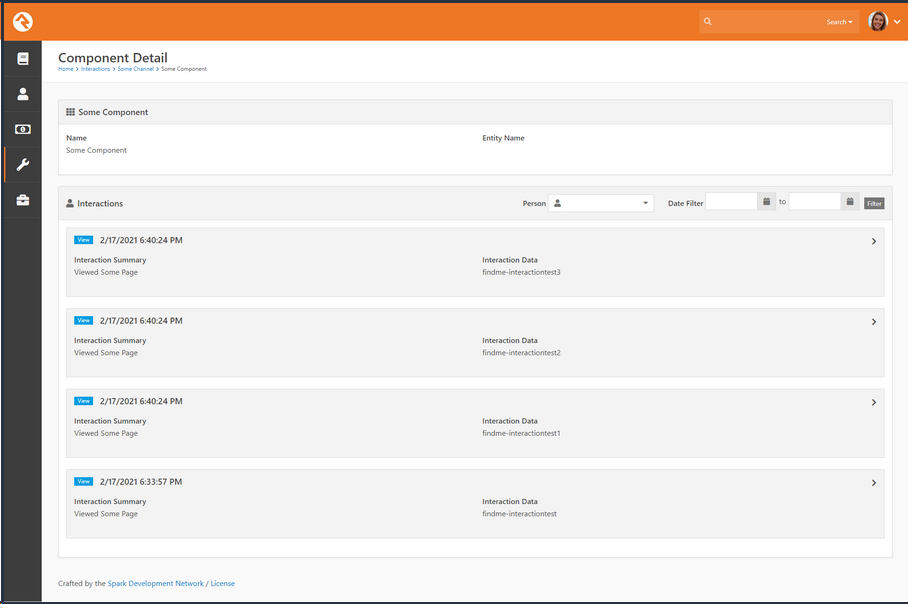 Search
Component Detail
Home > Interactions > Some Channel > Some Component
Some Component
Name Entity Name
Some Component
Interactions Person Date Filter to Filter
View 2/17/2021 6:40:24 PM
Interaction Summary Interaction Data
Viewed Some Page findme-interactiontest3
View 2/17/2021 6:40:24 PM
Interaction Summary Interaction Data
Viewed Some Page findme-interactiontest2
View 2/17/2021 6:40:24 PM
Interaction Summary Interaction Data
Viewed Some Page findme-interactiontest1
View 2/17/2021 6:33:57 PM
Interaction Summary Interaction Data
Viewed Some Page findme-interactiontest
Crafted by the Spark Development Network / License